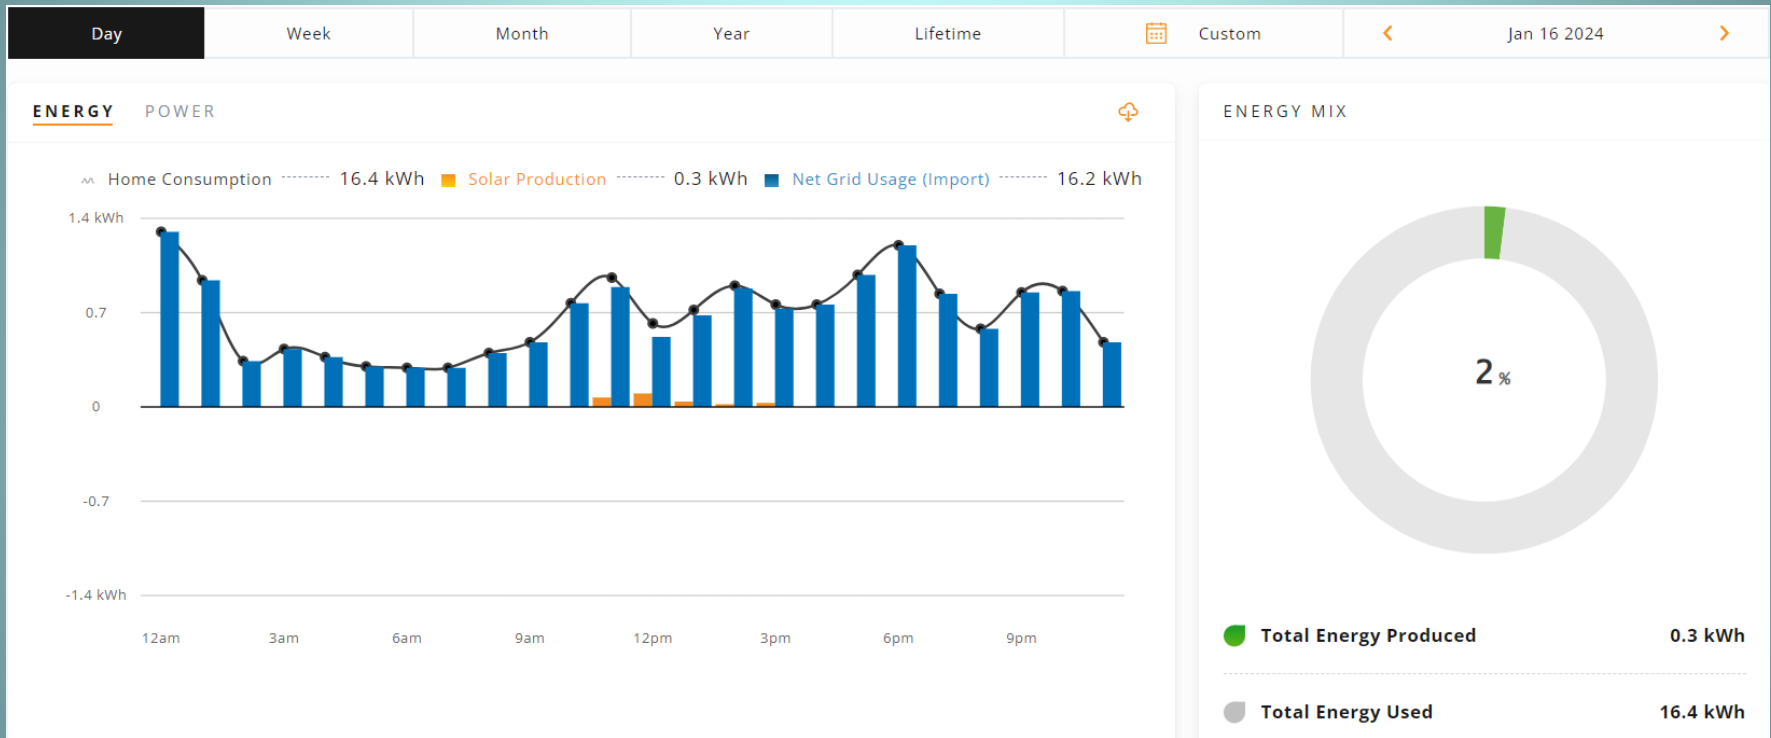 Day Week Month Year Lifetime Custom Jan 16 2024
ENERGY POWER
Home Consumption 16.4 kWh Solar Production 0.3 kWh Net Grid Usage (Import) 16.2 kWh
1.4 kWh
0.7
0
-0.7
-1.4 kWh
12am 3am 6am 9am 12pm 3pm 6pm 9pm
ENERGY MIX
2 %
Total Energy Produced 0.3 kWh
Total Energy Used 16.4 kWh